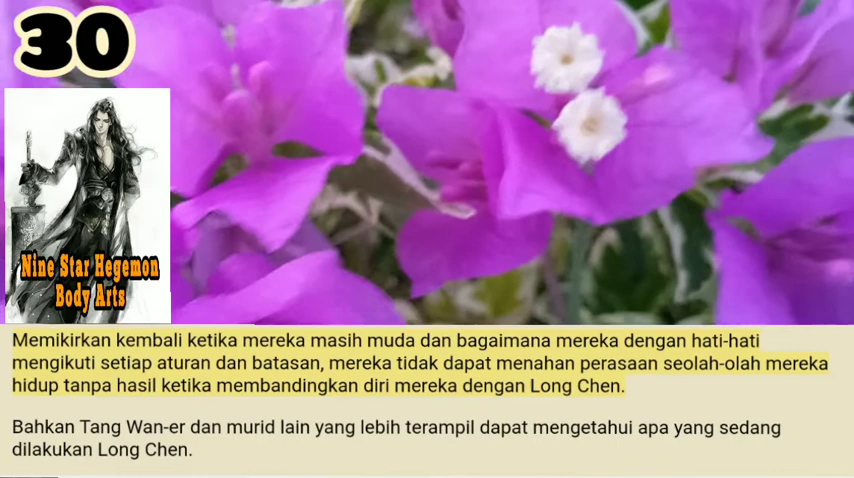 30
Nine Star Hegemon
Body Arts
Memikirkan kembali ketika mereka masih muda dan bagaimana mereka dengan hati-hati
mengikuti setiap aturan dan batasan, mereka tidak dapat menahan perasaan seolah-olah mereka
hidup tanpa hasil ketika membandingkan diri mereka dengan Long Chen.
Bahkan Tang Wan-er dan murid lain yang lebih terampil dapat mengetahui apa yang sedang
dilakukan Long Chen.